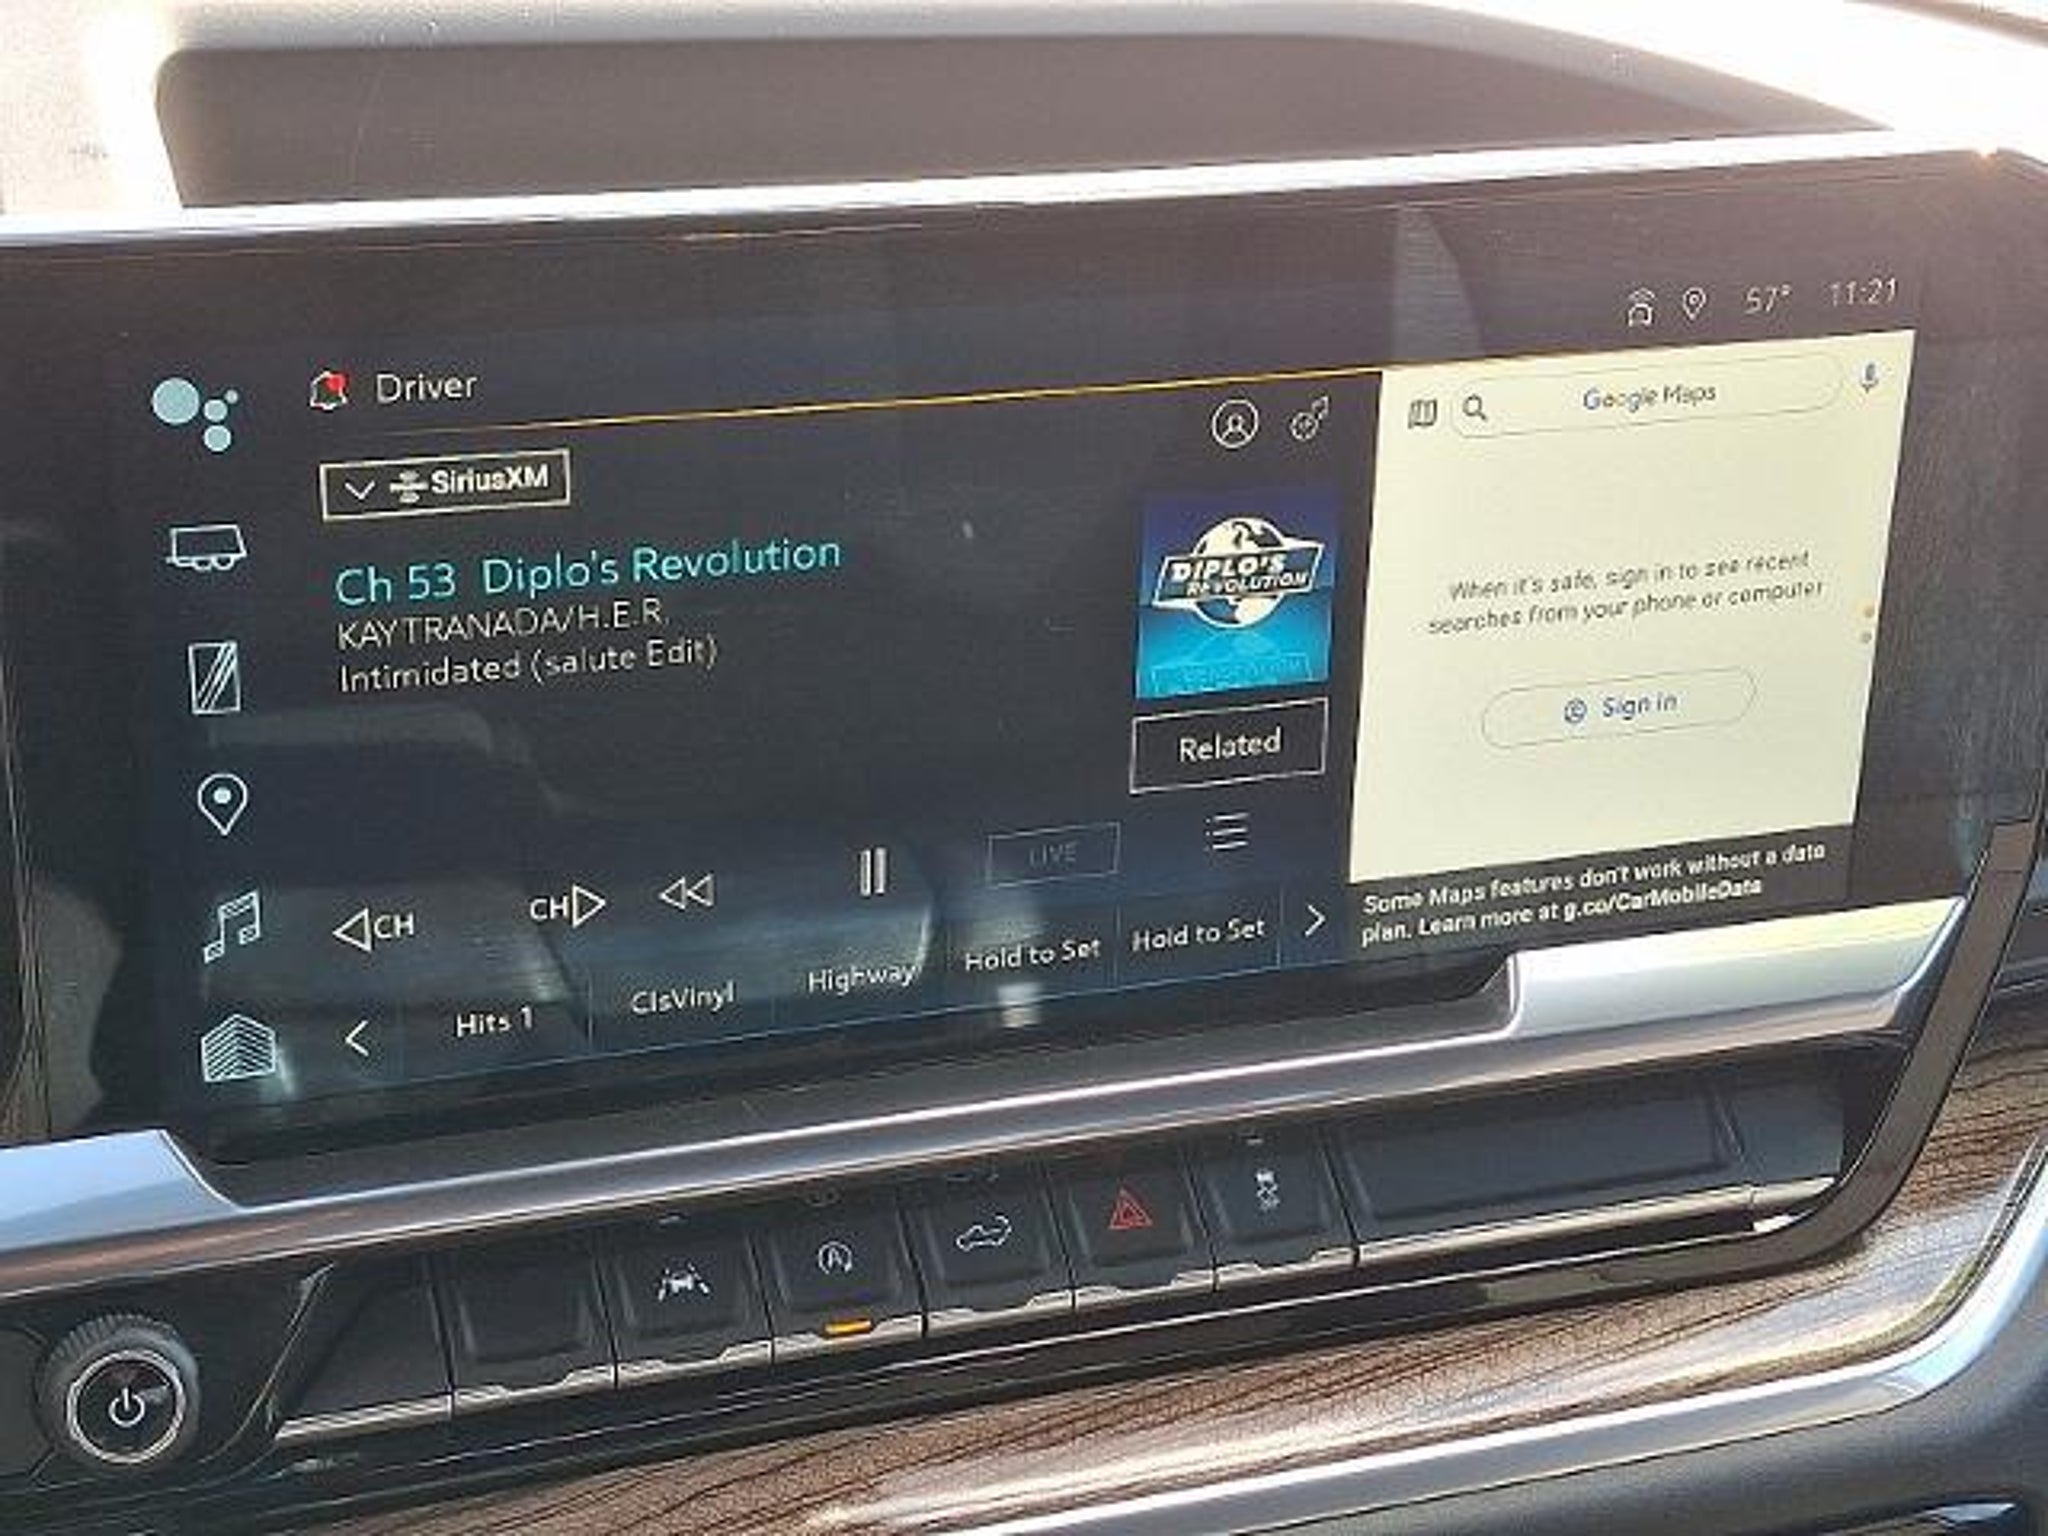 57° 11:21
Driver
SiriusXM
Google Maps
Ch 53 Diplo's Revolution
KAYTRANADA/H.E.R.
Intimidated (salute Edit)
DIPLO'S
REVOLUTION
Related
When it's safe, sign in to see recent
searches from your phone or computer
Sign in
CH
CH
LIVE
Hits 1
ClsVinyl
Highway
Hold to Set
Hold to Set
Some Maps features don't work without a data
plan. Learn more at g.co/CarMobileData
A